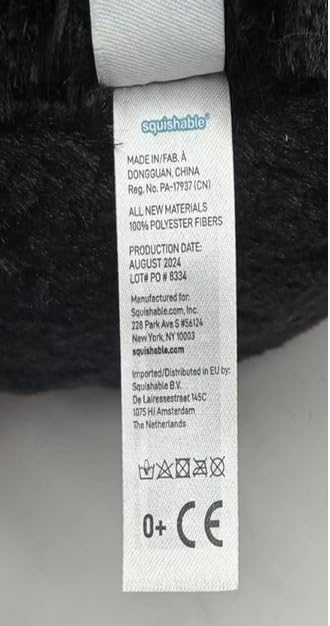 squishable®
MADE IN/FAB. À
DONGGUAN, CHINA
Reg. No. PA-17937 (CN)
ALL NEW MATERIALS
100% POLYESTER FIBERS
PRODUCTION DATE:
AUGUST 2024
LOT# PO # 8334
Manufactured for:
Squishable.com, Inc.
228 Park Ave S #56124
New York, NY 10003
squishable.com
Imported/Distributed in EU by:
Squishable B.V.
De Lairessestraat 145C
1075 HJ Amsterdam
The Netherlands
0+ CE